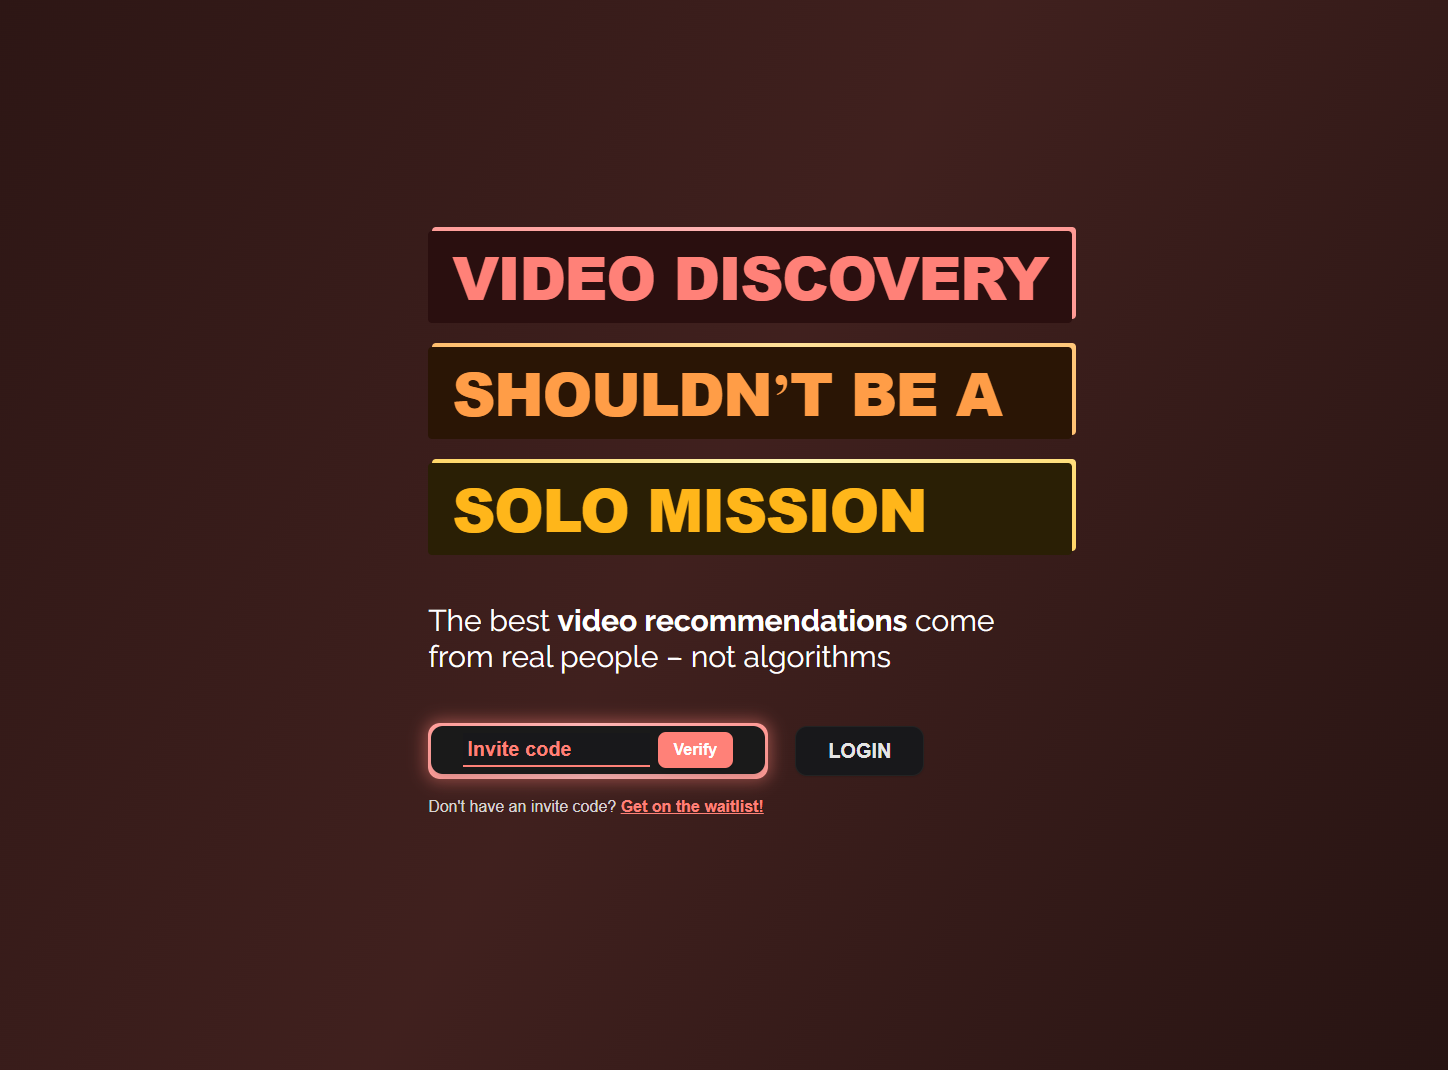 VIDEO DISCOVERY
SHOULDN’T BE A
SOLO MISSION
The best video recommendations come
from real people – not algorithms
Invite code Verify LOGIN
Don't have an invite code? Get on the waitlist!